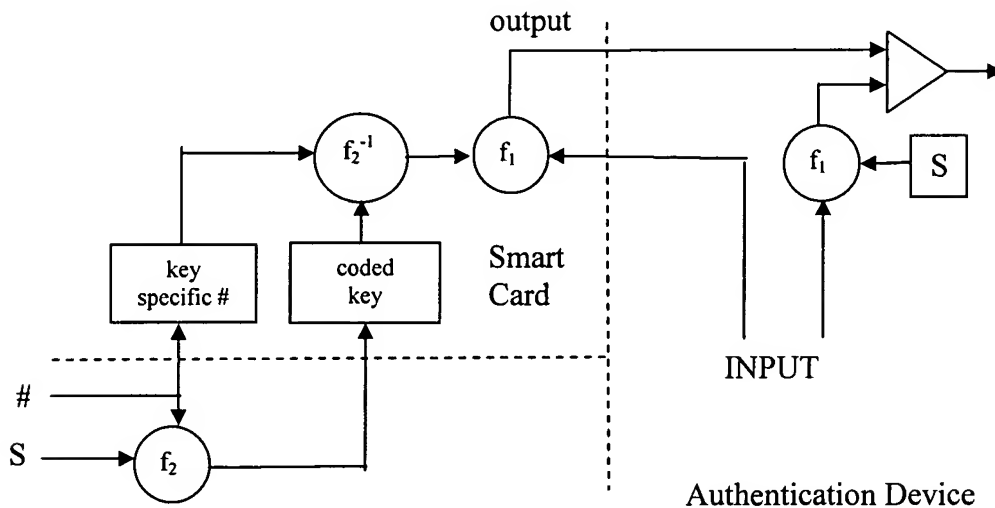 output
f₂⁻¹
f₁
f₁
S
key
specific #
coded
key
Smart
Card
INPUT
#
S
f₂
Authentication Device